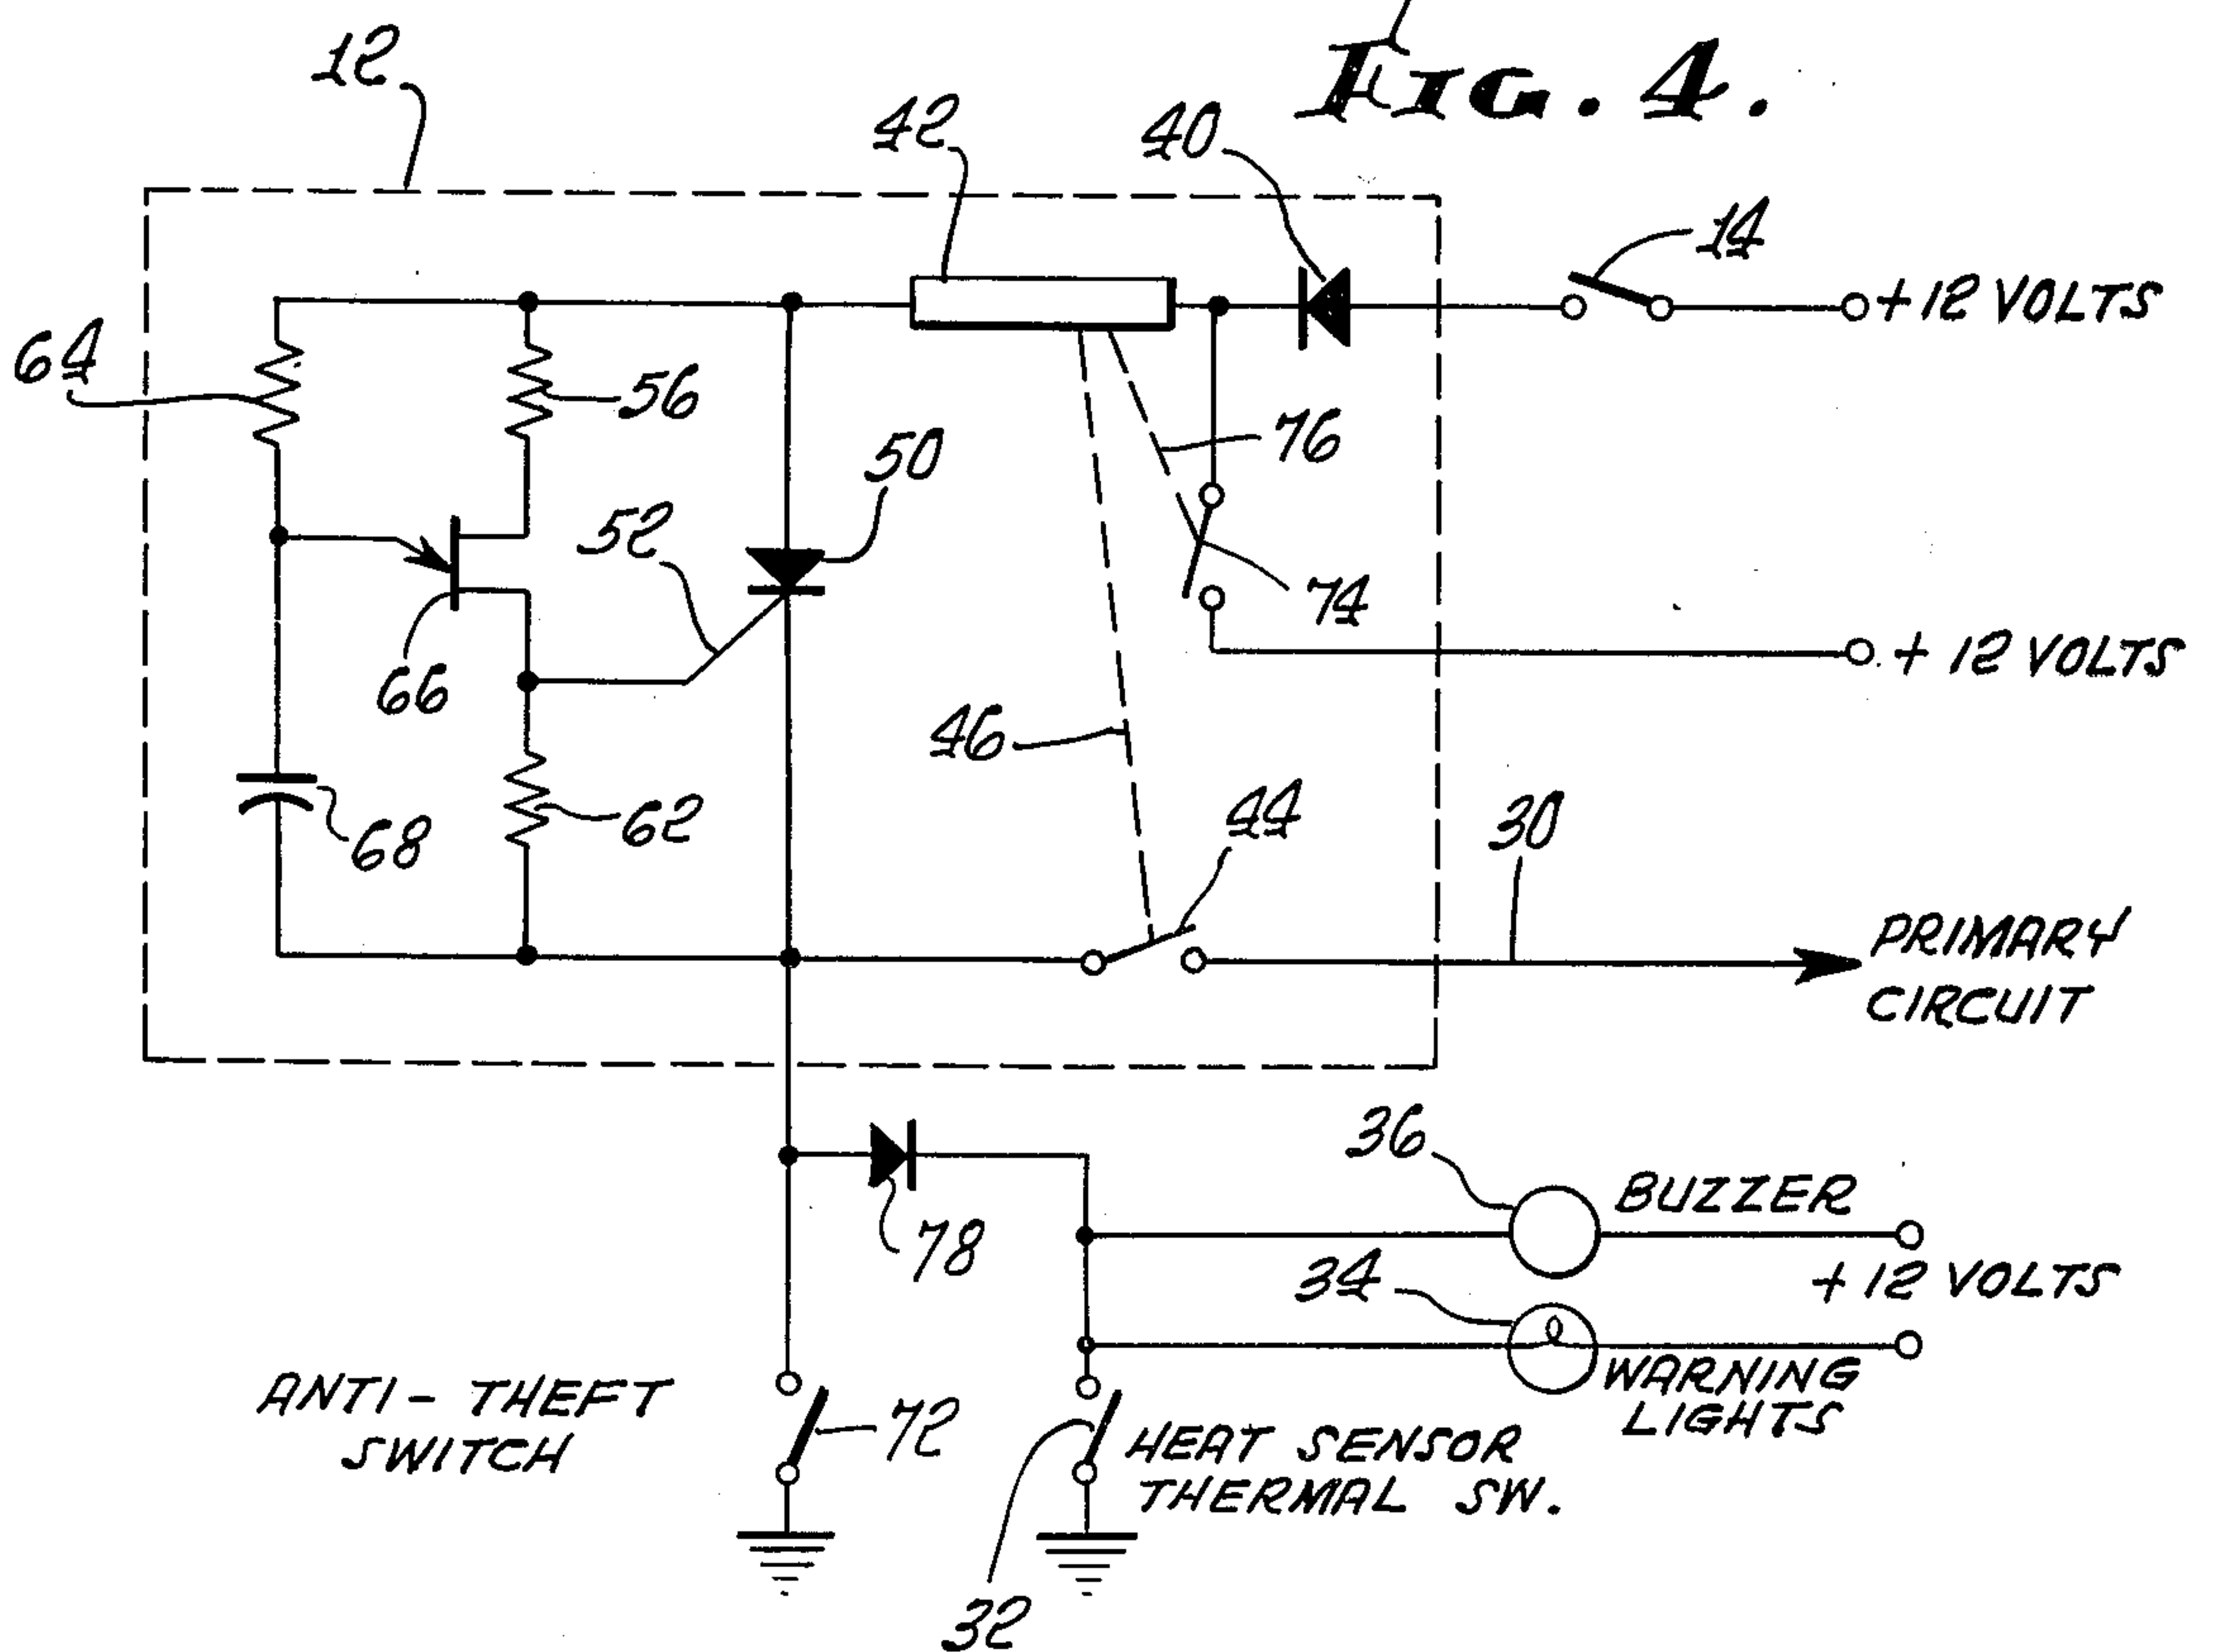 FIG. 4.
12
42
40
14
+12 VOLTS
64
56
76
50
52
74
+ 12 VOLTS
66
46
44
62
30
68
PRIMARY
CIRCUIT
36
BUZZER
78
34
+12 VOLTS
WARNING
LIGHTS
ANTI-THEFT
SWITCH
72
HEAT SENSOR
THERMAL SW.
32